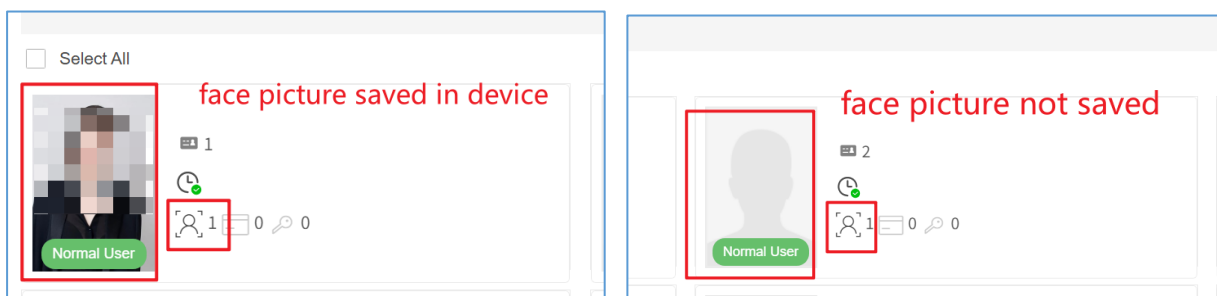 Select All
face picture saved in device
1
1 0 0
Normal User
face picture not saved
2
1 0 0
Normal User